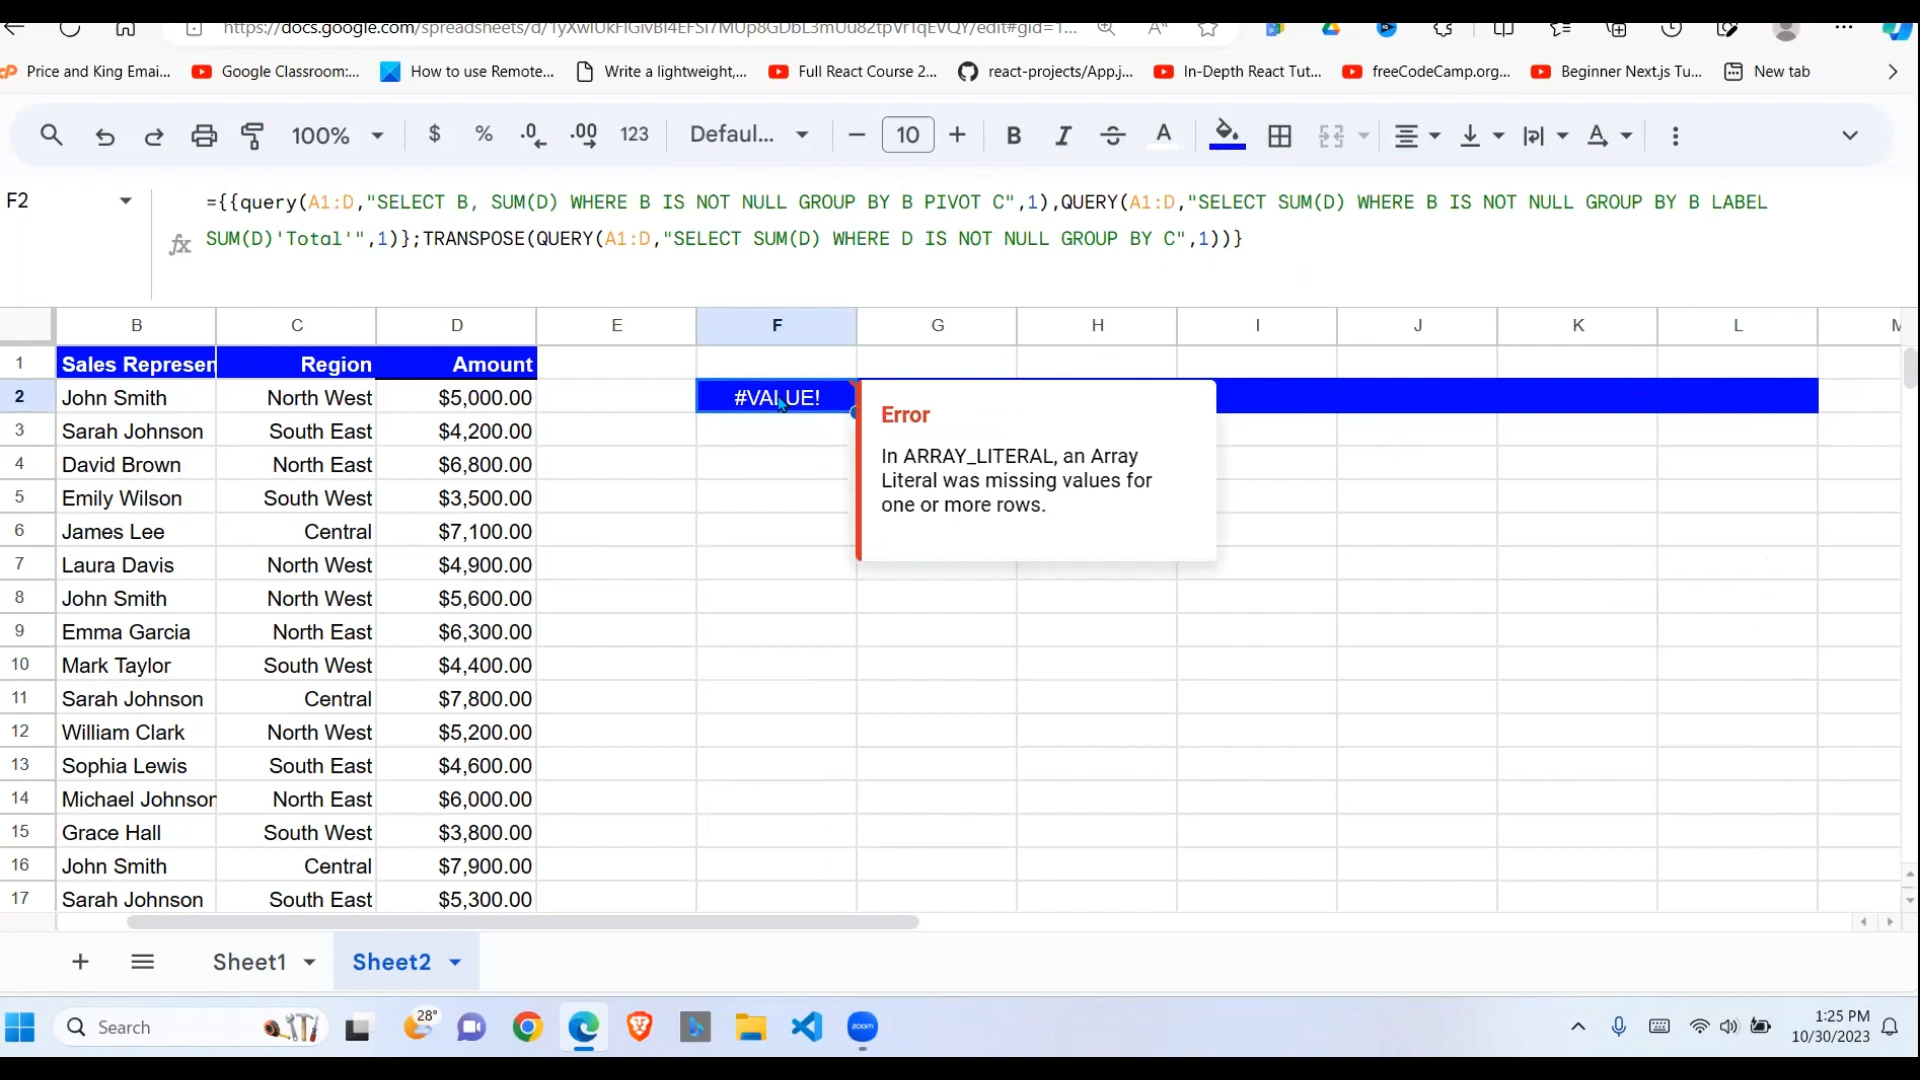 Price and King Emai...
Google Classroom:...
How to use Remote...
Write a lightweight,...
Full React Course 2...
react-projects/App.j...
In-Depth React Tut...
freeCodeCamp.org...
Beginner Next.js Tu...
New tab
100% $ % .0 .00 123 Defaul... 10 B I A
F2
={{query(A1:D,"SELECT B, SUM(D) WHERE B IS NOT NULL GROUP BY B PIVOT C",1),QUERY(A1:D,"SELECT SUM(D) WHERE B IS NOT NULL GROUP BY B LABEL
fx SUM(D)'Total'",1)};TRANSPOSE(QUERY(A1:D,"SELECT SUM(D) WHERE D IS NOT NULL GROUP BY C",1))}
B C D E F G H I J K L
1 Sales Represen Region Amount
2 John Smith North West $5,000.00 #VALUE!
3 Sarah Johnson South East $4,200.00
4 David Brown North East $6,800.00
5 Emily Wilson South West $3,500.00
6 James Lee Central $7,100.00
7 Laura Davis North West $4,900.00
8 John Smith North West $5,600.00
9 Emma Garcia North East $6,300.00
10 Mark Taylor South West $4,400.00
11 Sarah Johnson Central $7,800.00
12 William Clark North West $5,200.00
13 Sophia Lewis South East $4,600.00
14 Michael Johnson North East $6,000.00
15 Grace Hall South West $3,800.00
16 John Smith Central $7,900.00
17 Sarah Johnson South East $5,300.00
Error
In ARRAY_LITERAL, an Array
Literal was missing values for
one or more rows.
Sheet1
Sheet2
Search
28°
zoom
1:25 PM
10/30/2023